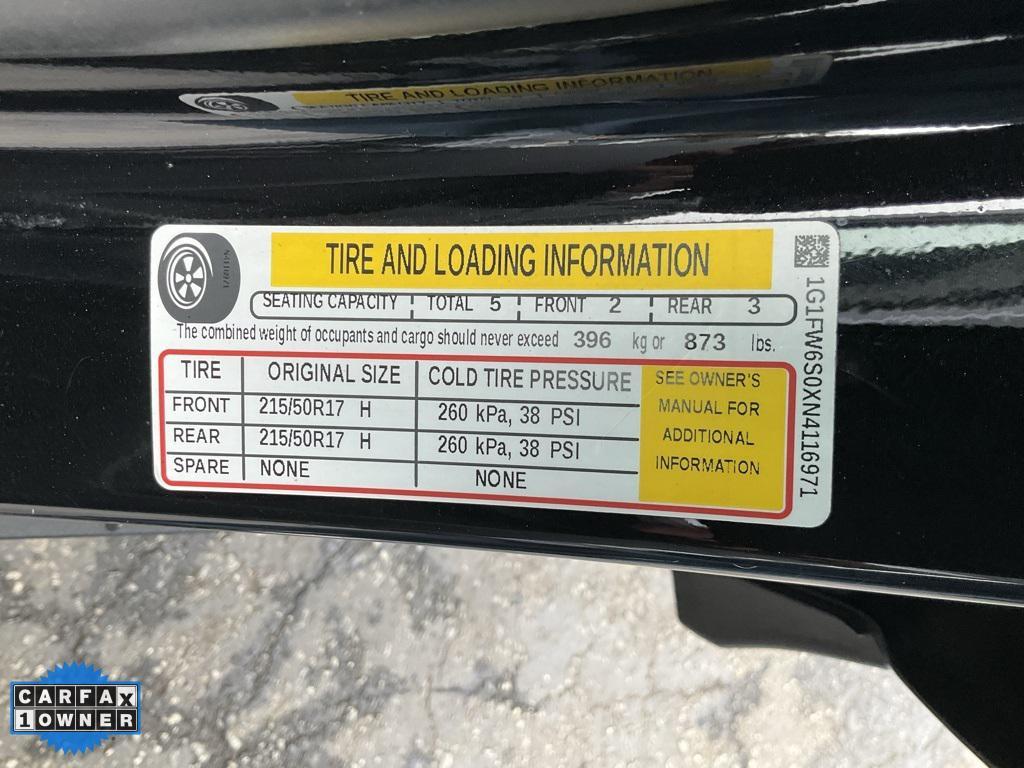 TIRE AND LOADING INFORMATION
TIRE AND LOADING INFORMATION
SEATING CAPACITY TOTAL 5 FRONT 2 REAR 3
The combined weight of occupants and cargo should never exceed 396 kg or 873 lbs.
TIRE ORIGINAL SIZE COLD TIRE PRESSURE SEE OWNER'S
FRONT 215/50R17 H 260 kPa, 38 PSI MANUAL FOR
REAR 215/50R17 H 260 kPa, 38 PSI ADDITIONAL
SPARE NONE NONE INFORMATION
1G1FW6S0XN4116971
CARFAX
1 OWNER